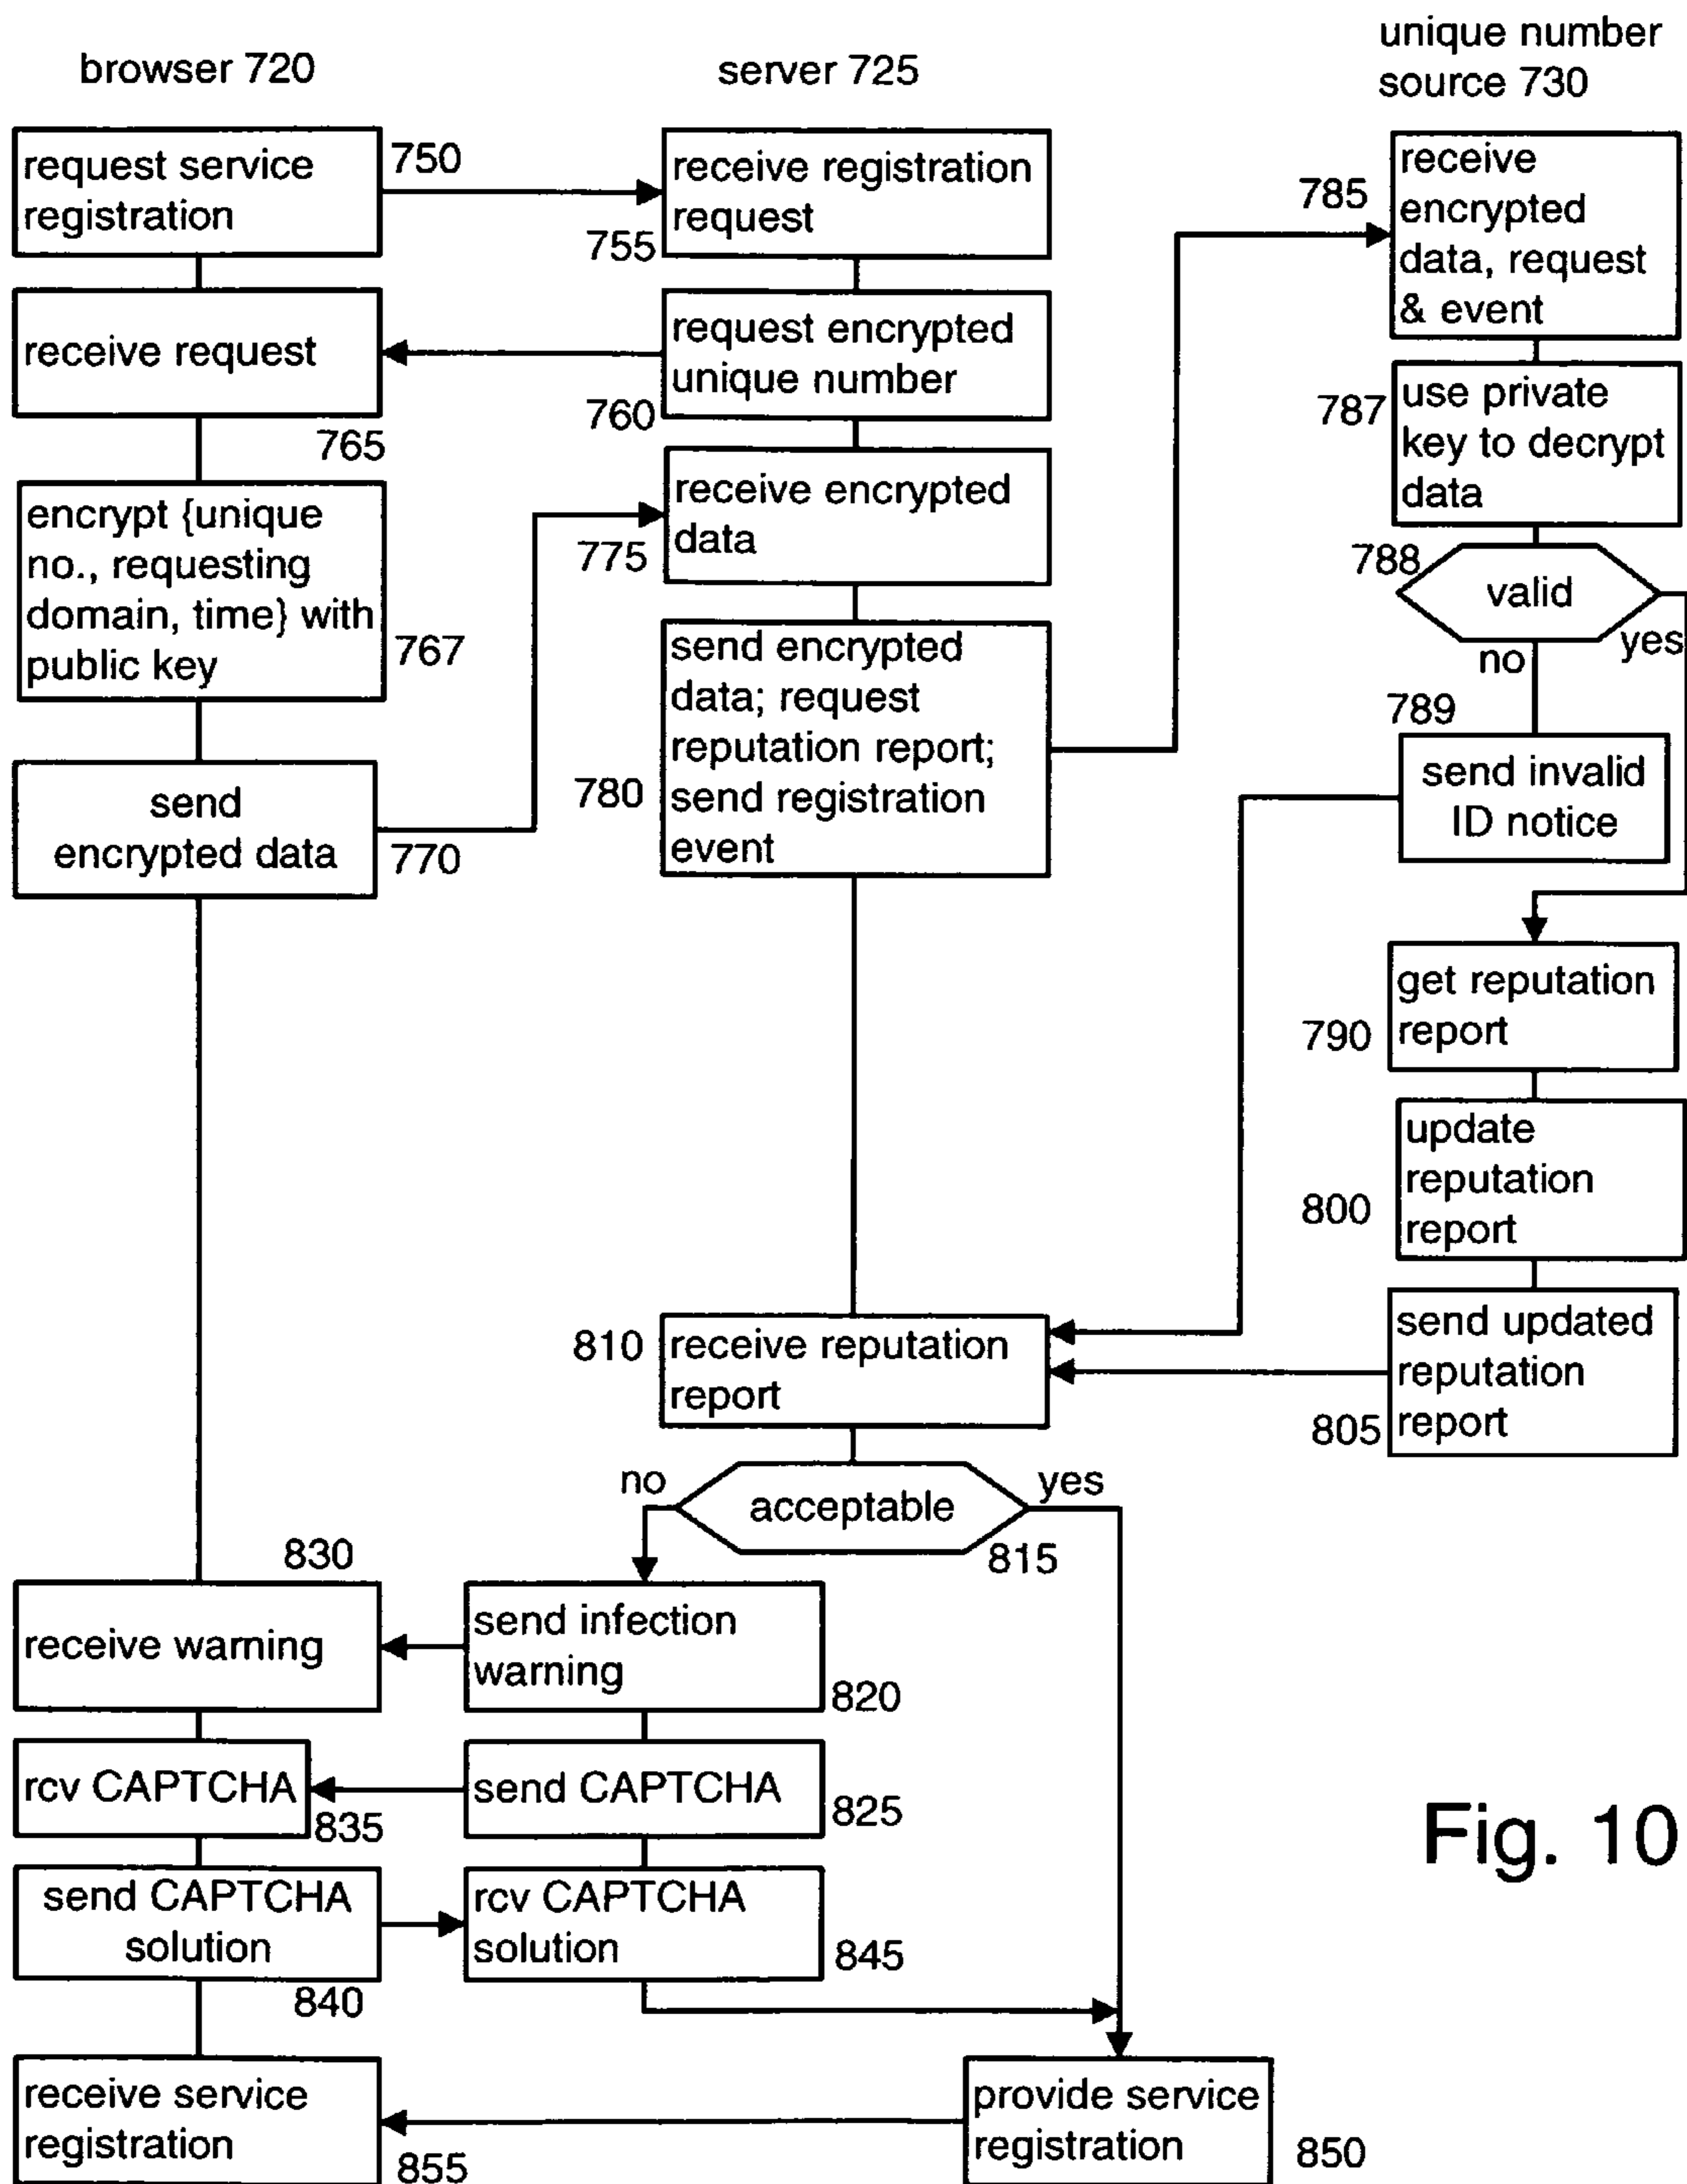 unique number
source 730
browser 720
server 725
request service
registration
750
receive registration
request
755
receive
encrypted
data, request
& event
785
receive request
765
request encrypted
unique number
760
use private
key to decrypt
data
787
encrypt {unique
no., requesting
domain, time} with
public key
767
receive encrypted
data
775
788
valid
yes
no
send encrypted
data; request
reputation report;
send registration
event
780
789
send invalid
ID notice
send
encrypted data
770
get reputation
report
790
update
reputation
report
800
send updated
reputation
report
805
810
receive reputation
report
no
acceptable
yes
815
830
receive warning
send infection
warning
820
rcv CAPTCHA
835
send CAPTCHA
825
send CAPTCHA
solution
840
rcv CAPTCHA
solution
845
Fig. 10
receive service
registration
855
provide service
registration
850